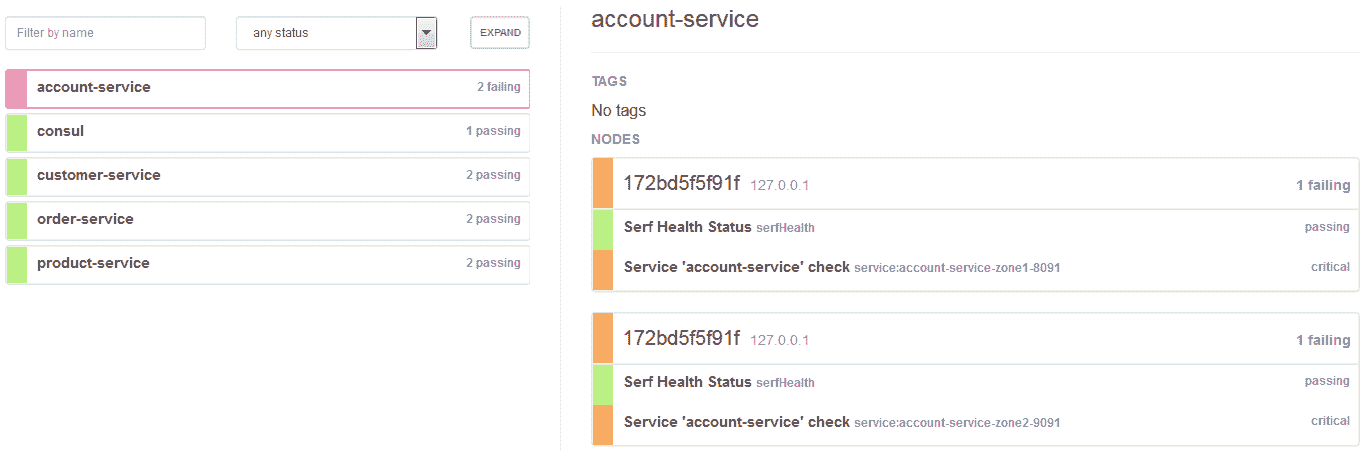 Filter by name
any status
EXPAND
account-service
2 failing
consul
1 passing
customer-service
2 passing
order-service
2 passing
product-service
2 passing
account-service
TAGS
No tags
NODES
172bd5f5f91f 127.0.0.1
1 failing
Serf Health Status serfHealth
passing
Service 'account-service' check service:account-service-zone1-8091
critical
172bd5f5f91f 127.0.0.1
1 failing
Serf Health Status serfHealth
passing
Service 'account-service' check service:account-service-zone2-9091
critical